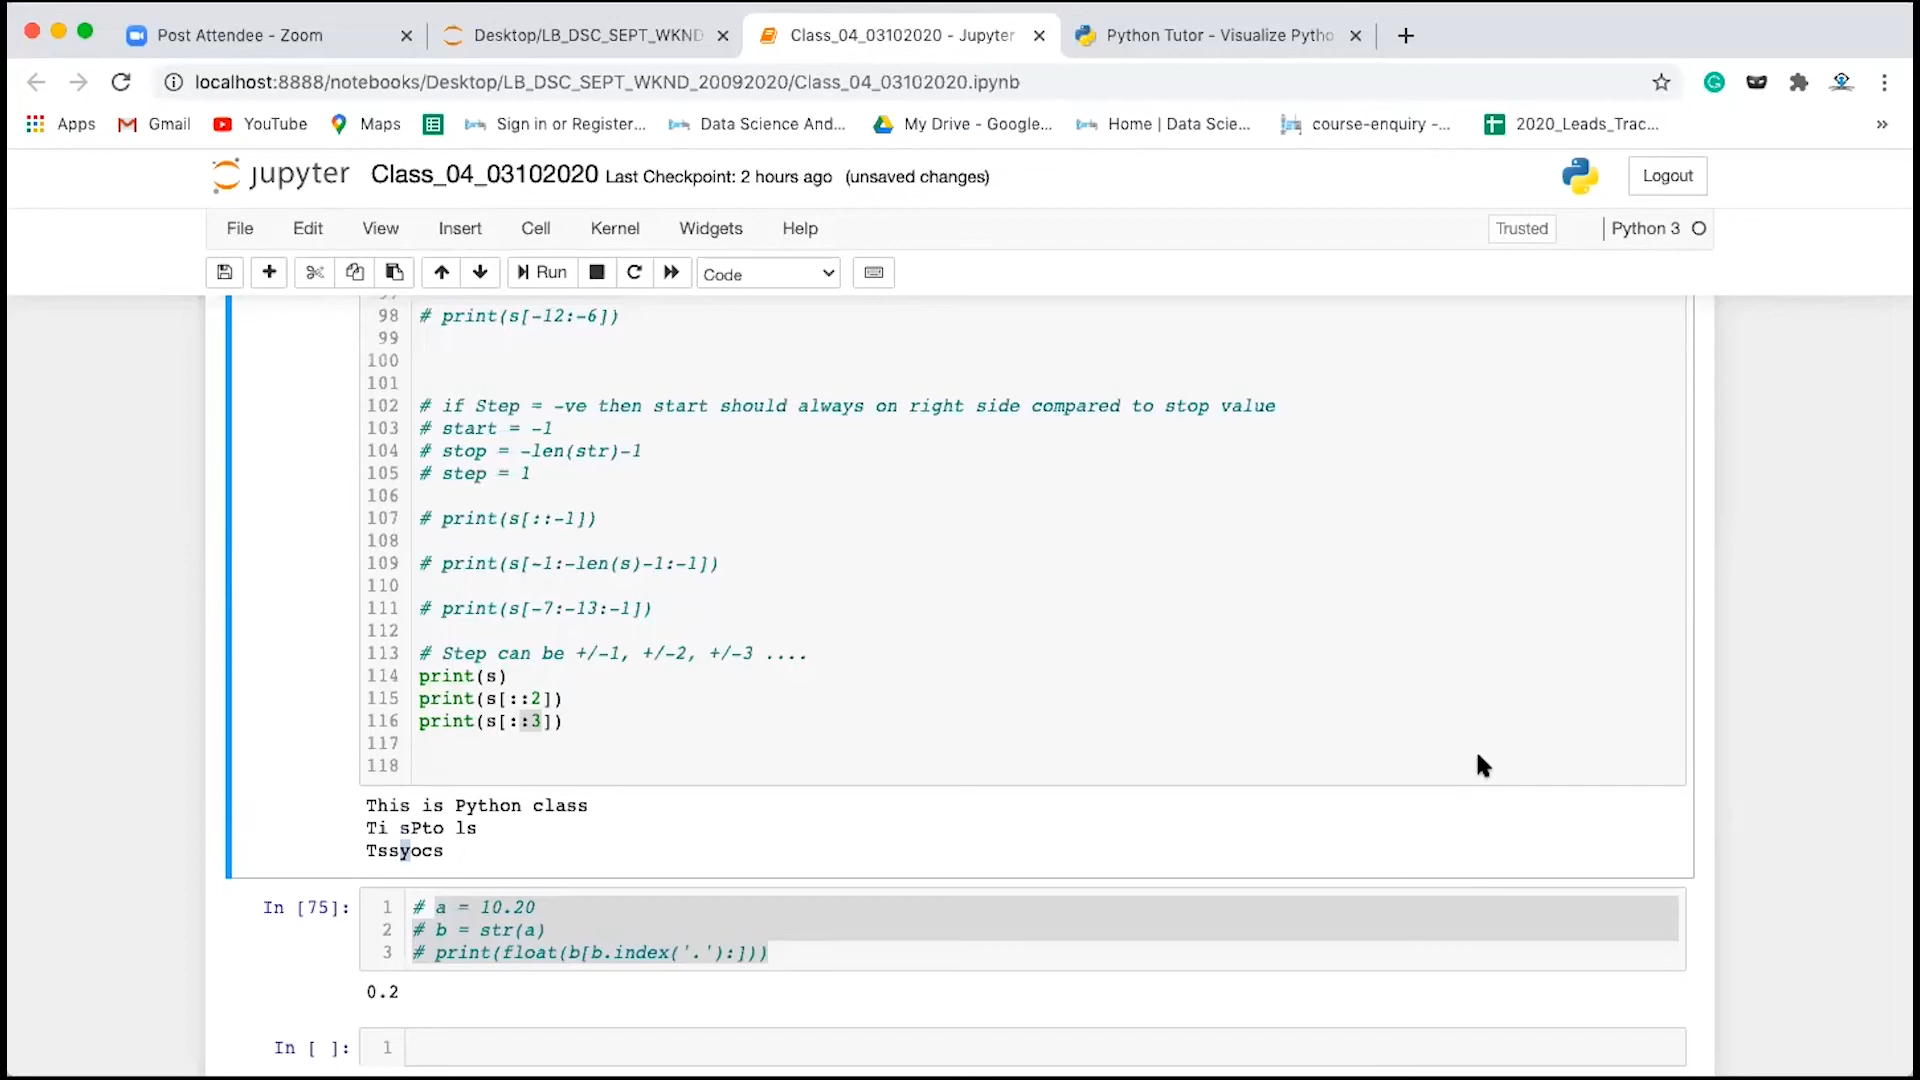 Post Attendee - Zoom
Desktop/LB_DSC_SEPT_WKND
Class_04_03102020 - Jupyter
Python Tutor - Visualize Pytho
localhost:8888/notebooks/Desktop/LB_DSC_SEPT_WKND_20092020/Class_04_03102020.ipynb
Apps
Gmail
YouTube
Maps
Sign in or Register...
Data Science And...
My Drive - Google...
Home | Data Scie...
course-enquiry -...
2020_Leads_Trac...
jupyter
Class_04_03102020 Last Checkpoint: 2 hours ago (unsaved changes)
Logout
File
Edit
View
Insert
Cell
Kernel
Widgets
Help
Trusted
Python 3
Run
Code
98 # print(s[-12:-6])
99
100
101
102 # if Step = -ve then start should always on right side compared to stop value
103 # start = -1
104 # stop = -len(str)-1
105 # step = 1
106
107 # print(s[::-1])
108
109 # print(s[-1:-len(s)-1:-1])
110
111 # print(s[-7:-13:-1])
112
113 # Step can be +/-1, +/-2, +/-3 ....
114 print(s)
115 print(s[::2])
116 print(s[::3])
117
118
This is Python class
Ti sPto ls
Tssyocs
In [75]:
1 # a = 10.20
2 # b = str(a)
3 # print(float(b[b.index('.'):]))
0.2
In [ ]:
1